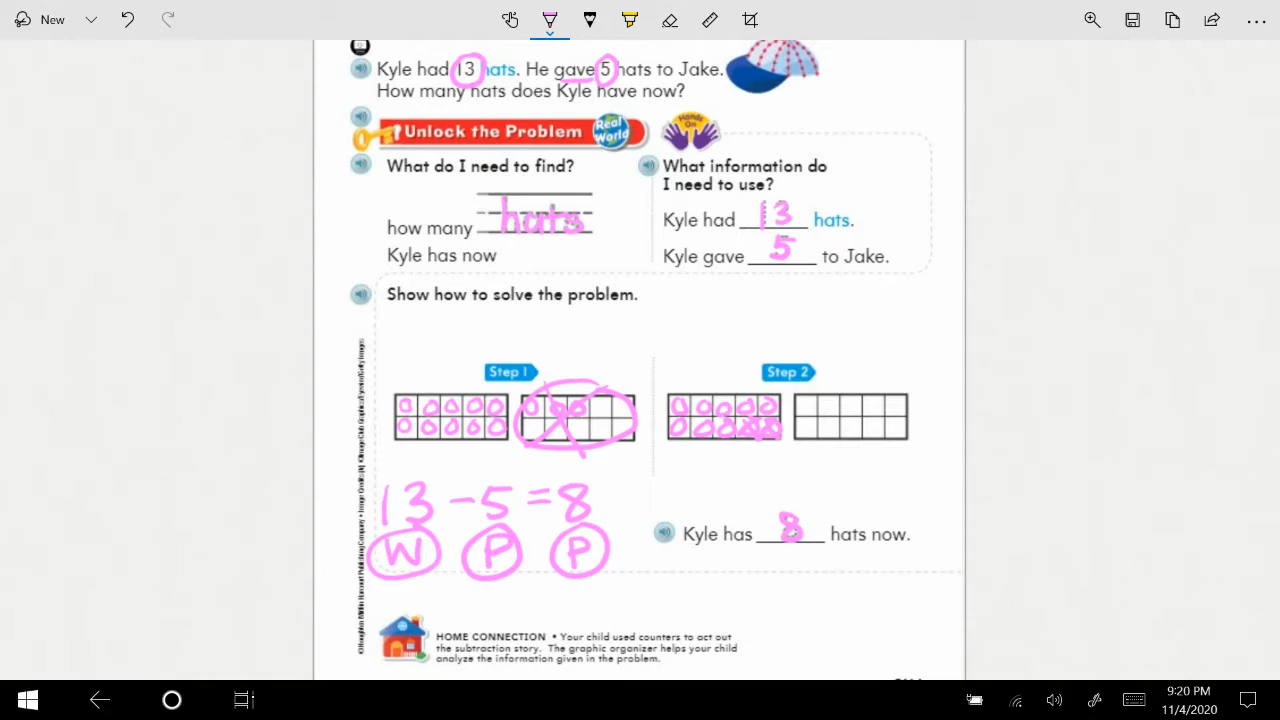 New
Kyle had 13 hats. He gave 5 hats to Jake.
How many hats does Kyle have now?
Unlock the Problem Real World
Hands On
What do I need to find?
how many hats
Kyle has now
What information do
I need to use?
Kyle had 13 hats.
Kyle gave 5 to Jake.
Show how to solve the problem.
Step 1
Step 2
13 - 5 = 8
W P P
Kyle has 8 hats now.
HOME CONNECTION • Your child used counters to act out
the subtraction story. The graphic organizer helps your child
analyze the information given in the problem.
9:20 PM
11/4/2020